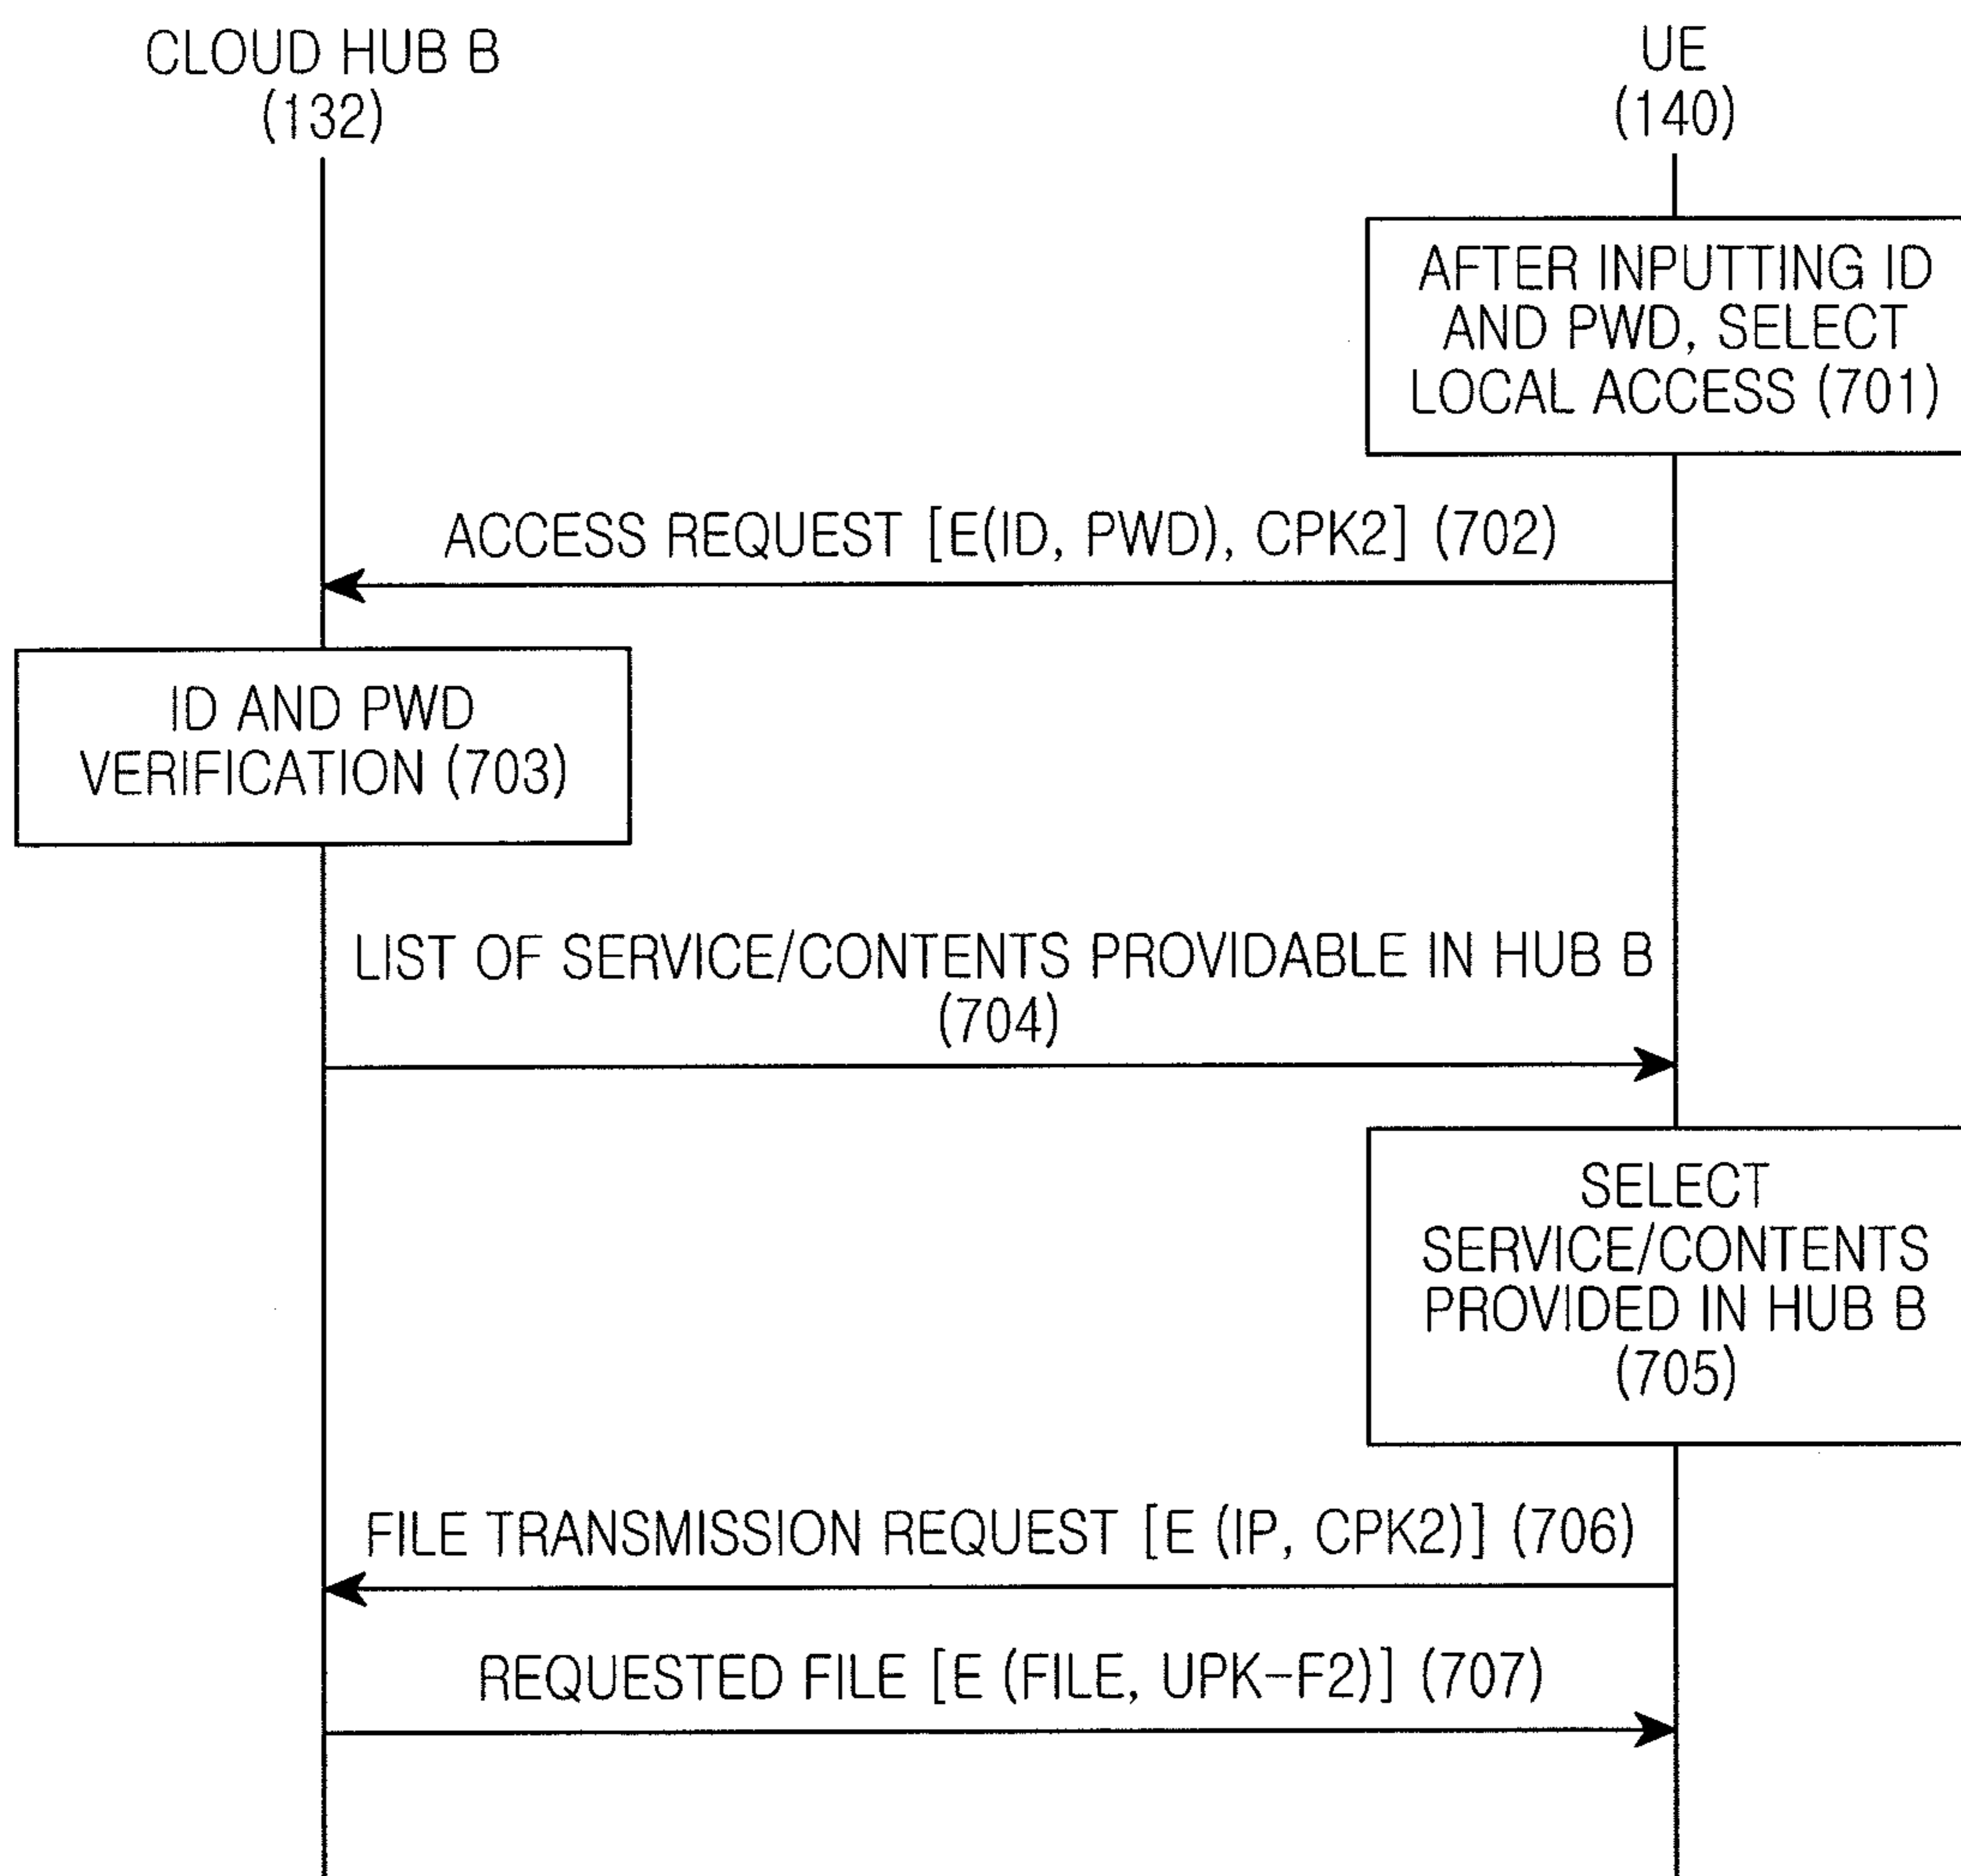 CLOUD HUB B
(132)
UE
(140)
AFTER INPUTTING ID
AND PWD, SELECT
LOCAL ACCESS (701)
ACCESS REQUEST [E(ID, PWD), CPK2] (702)
ID AND PWD
VERIFICATION (703)
LIST OF SERVICE/CONTENTS PROVIDABLE IN HUB B
(704)
SELECT
SERVICE/CONTENTS
PROVIDED IN HUB B
(705)
FILE TRANSMISSION REQUEST [E (IP, CPK2)] (706)
REQUESTED FILE [E (FILE, UPK-F2)] (707)